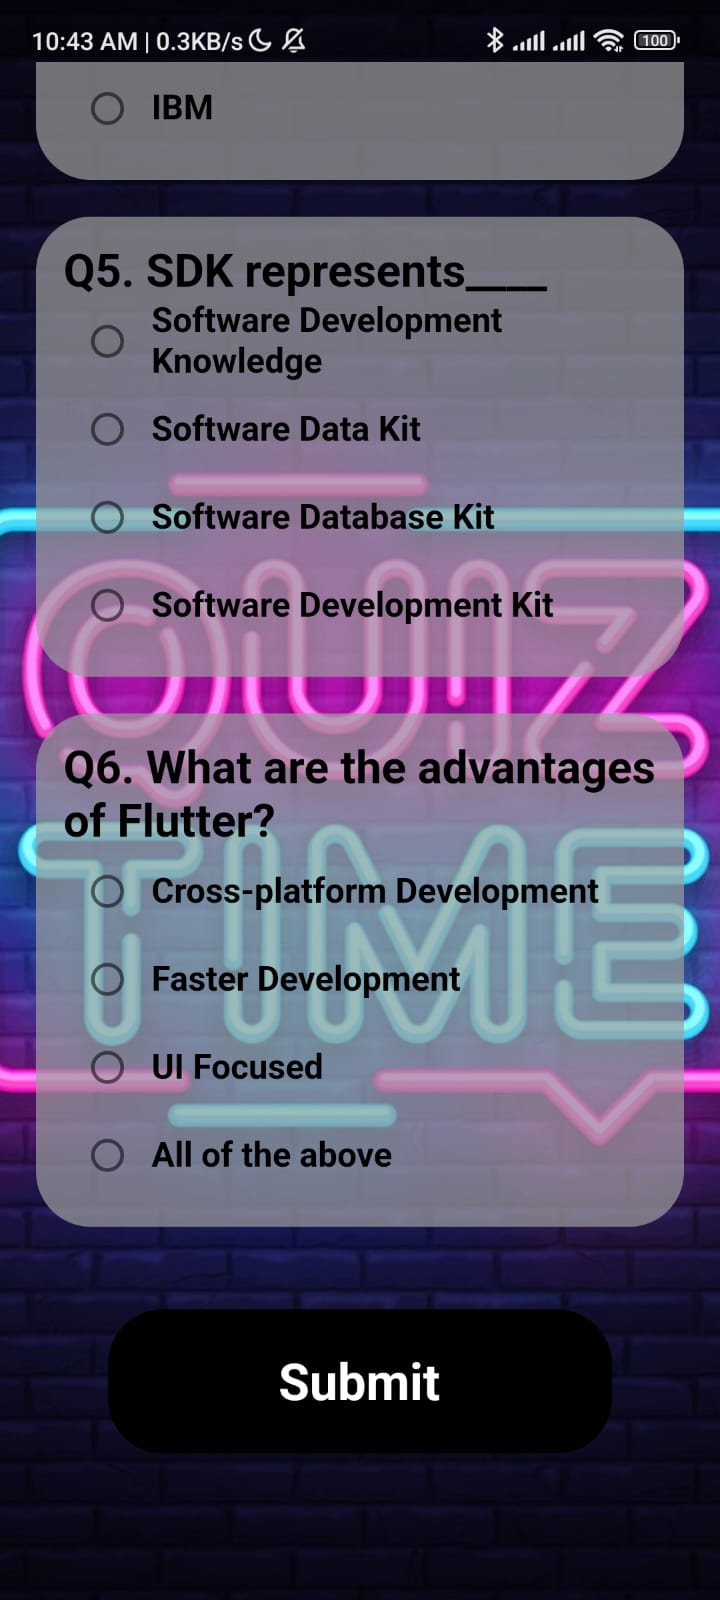 10:43 AM | 0.3KB/s
100
IBM
Q5. SDK represents____
Software Development
Knowledge
Software Data Kit
Software Database Kit
Software Development Kit
QUIZ
Q6. What are the advantages
of Flutter?
TIME
Cross-platform Development
Faster Development
UI Focused
All of the above
Submit